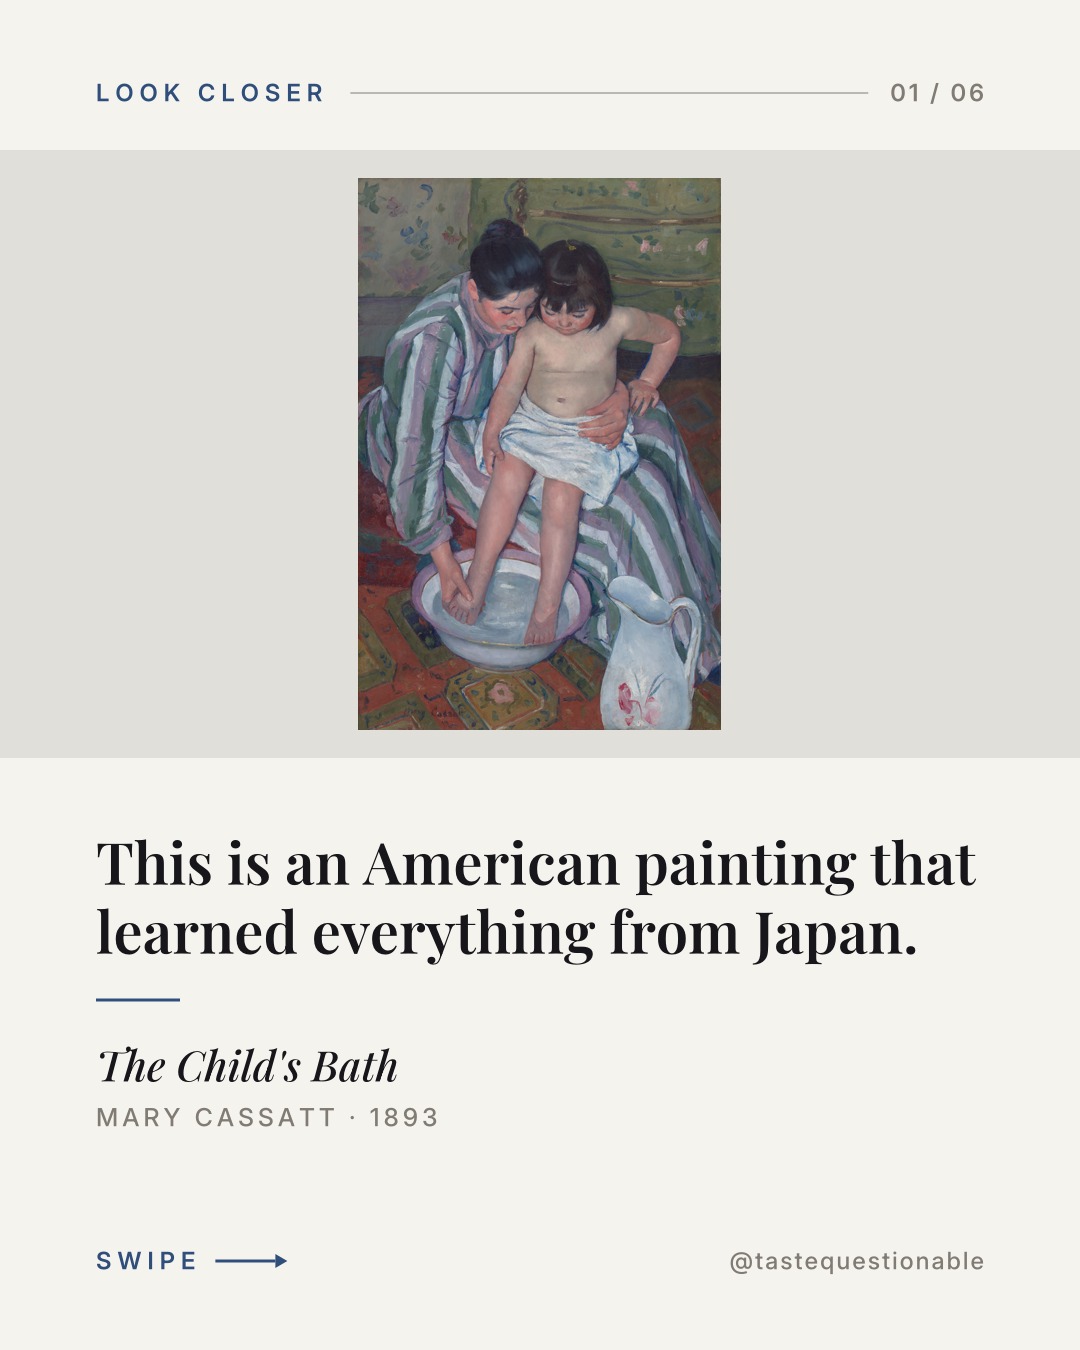 LOOK CLOSER
01 / 06
This is an American painting that
learned everything from Japan.
The Child's Bath
MARY CASSATT · 1893
SWIPE
@tastequestionable